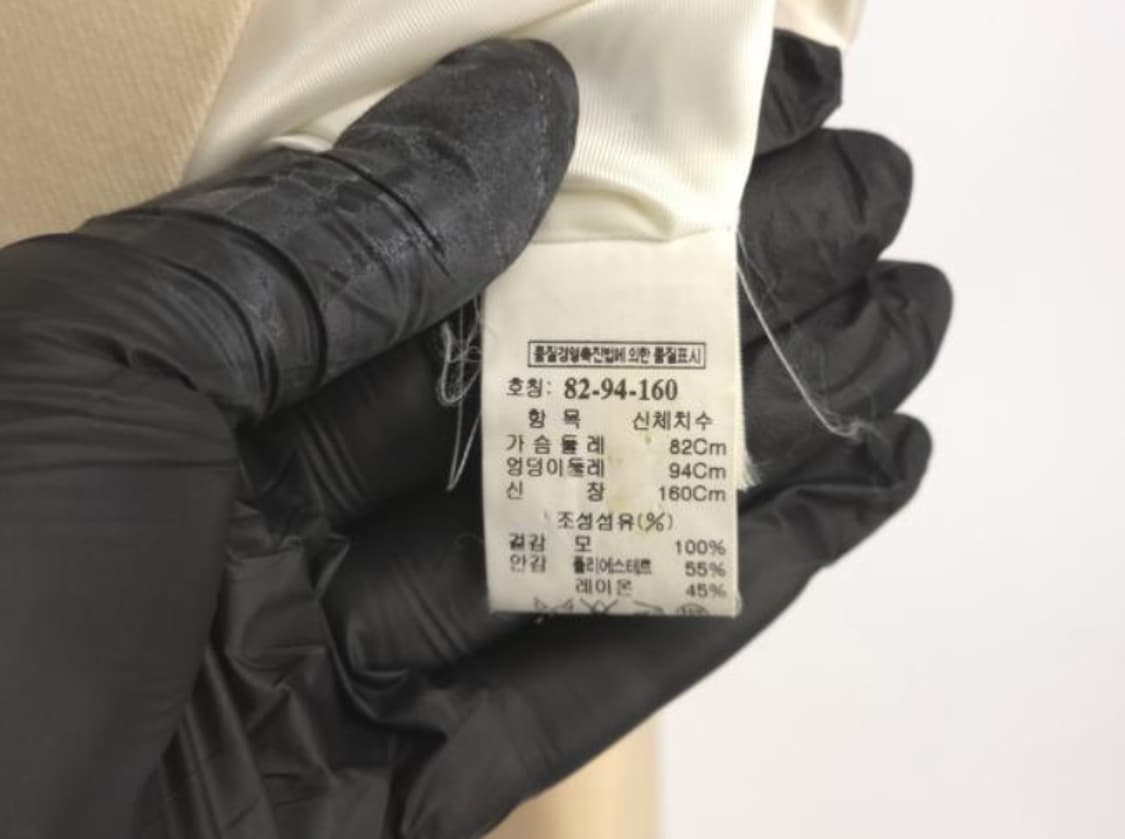 품질경영촉진법에 의한 품질표시
호칭: 82-94-160
항 목 신체치수
가 슴 둘 레 82Cm
엉덩이둘레 94Cm
신 장 160Cm
조성섬유(%)
겉감 모 100%
안감 폴리에스테르 55%
레이온 45%